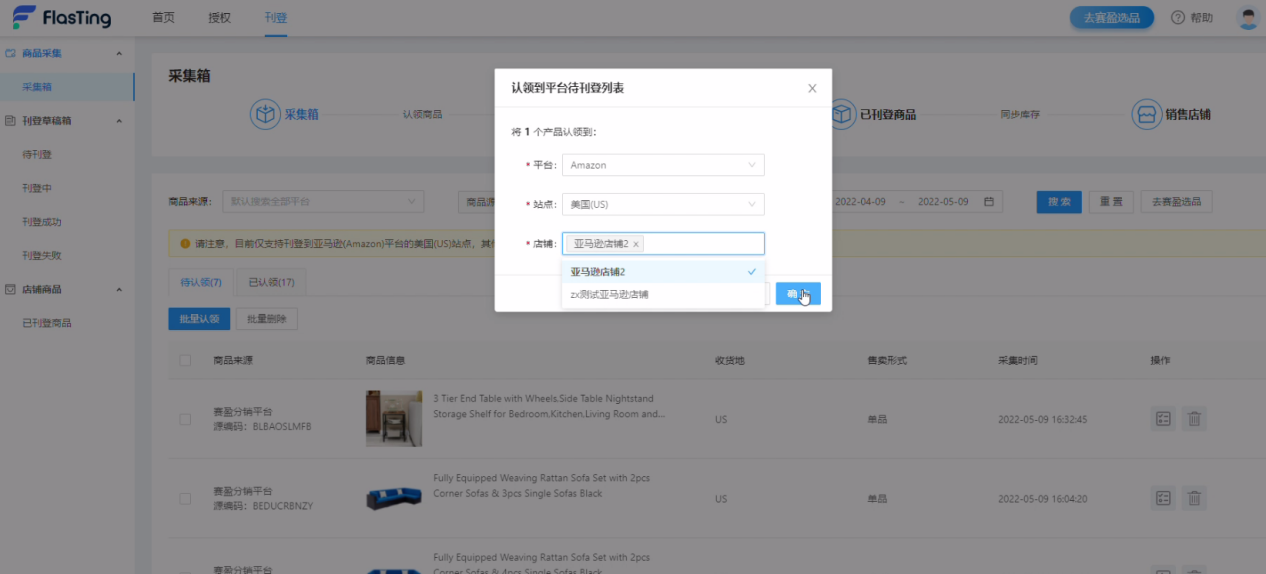 FlasTing
首页
授权
刊登
去赛盈选品
帮助
商品采集
采集箱
刊登草稿箱
待刊登
刊登中
刊登成功
刊登失败
店铺商品
已刊登商品
采集箱
采集箱
认领商品
已刊登商品
同步库存
销售店铺
商品来源:
默认搜索全部平台
商品源
2022-04-09 ~ 2022-05-09
搜索
重置
去赛盈选品
请注意，目前仅支持刊登到亚马逊(Amazon)平台的美国(US)站点，其
待认领(7)
已认领(17)
批量认领
批量删除
认领到平台待刊登列表
将 1 个产品认领到:
* 平台: Amazon
* 站点: 美国(US)
* 店铺: 亚马逊店铺2 ×
亚马逊店铺2
zx测试亚马逊店铺
确
商品来源
商品信息
收货地
售卖形式
采集时间
操作
赛盈分销平台
源编码：BLBAOSLMFB
3 Tier End Table with Wheels,Side Table Nightstand
Storage Shelf for Bedroom,Kitchen,Living Room and...
US
单品
2022-05-09 16:32:45
赛盈分销平台
源编码：BEDUCRBNZY
Fully Equipped Weaving Rattan Sofa Set with 2pcs
Corner Sofas & 3pcs Single Sofas Black
US
单品
2022-05-09 16:04:20
赛盈分销平台
Fully Equipped Weaving Rattan Sofa Set with 2pcs
Corner Sofas & 4pcs Single Sofas Black